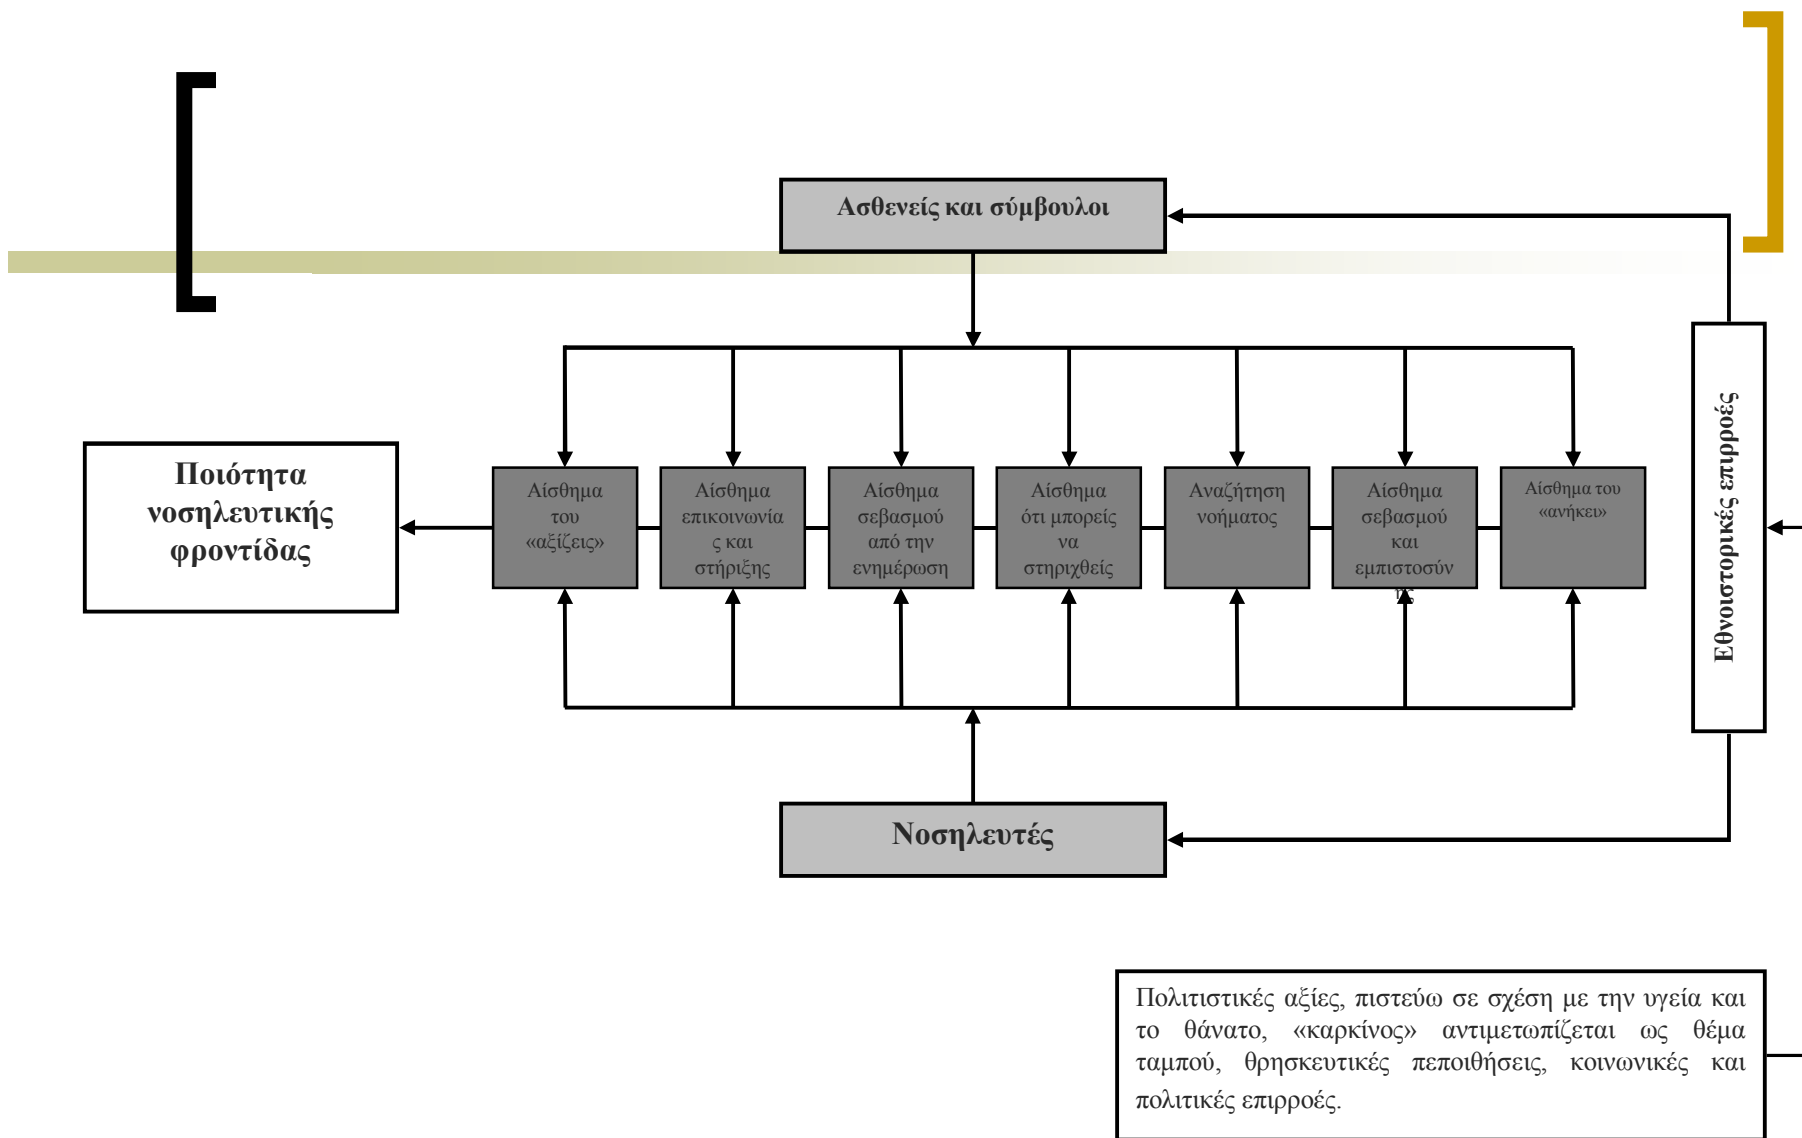 Ασθενείς και σύμβουλοι
Εθνοιστορικές επιρροές
Ποιότητα
νοσηλευτικής
φροντίδας
Αίσθημα
του
«αξίζεις»
Αίσθημα
επικοινωνία
ς και
στήριξης
Αίσθημα
σεβασμού
από την
ενημέρωση
Αίσθημα
ότι μπορείς
να
στηριχθείς
Αναζήτηση
νοήματος
Αίσθημα
σεβασμού
και
εμπιστοσύν
ης
Αίσθημα του
«ανήκει»
Νοσηλευτές
Πολιτιστικές αξίες, πιστεύω σε σχέση με την υγεία και
το θάνατο, «καρκίνος» αντιμετωπίζεται ως θέμα
ταμπού, θρησκευτικές πεποιθήσεις, κοινωνικές και
πολιτικές επιρροές.